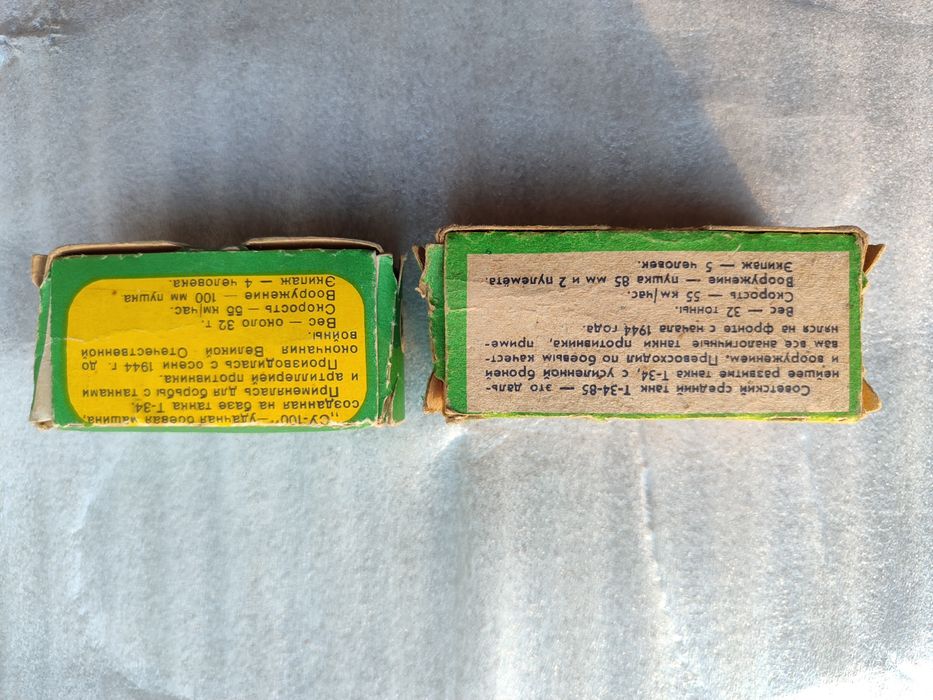 „СУ-100"—удачная боевая машина,
созданная на базе танка Т-34.
Применялась для борьбы с танками
и артиллерией противника.
Производилась с осени 1944 г. до
окончания Великой Отечественной
войны.
Вес — около 32 т.
Скорость — 55 км/час
Вооружение — 100 мм пушка.
Экипаж — 4 человека.
Советский средний танк Т-34-85 — это даль-
нейшее развитие танка Т-34, с усиленной броней
и вооружением. Превосходил по боевым качест-
вам все аналогичные танки противника, приме-
нялся на фронте с начала 1944 года.
Вес — 32 тонны.
Скорость — 55 км/час.
Вооружение — пушка 85 мм и 2 пулемёта.
Экипаж — 5 человек.